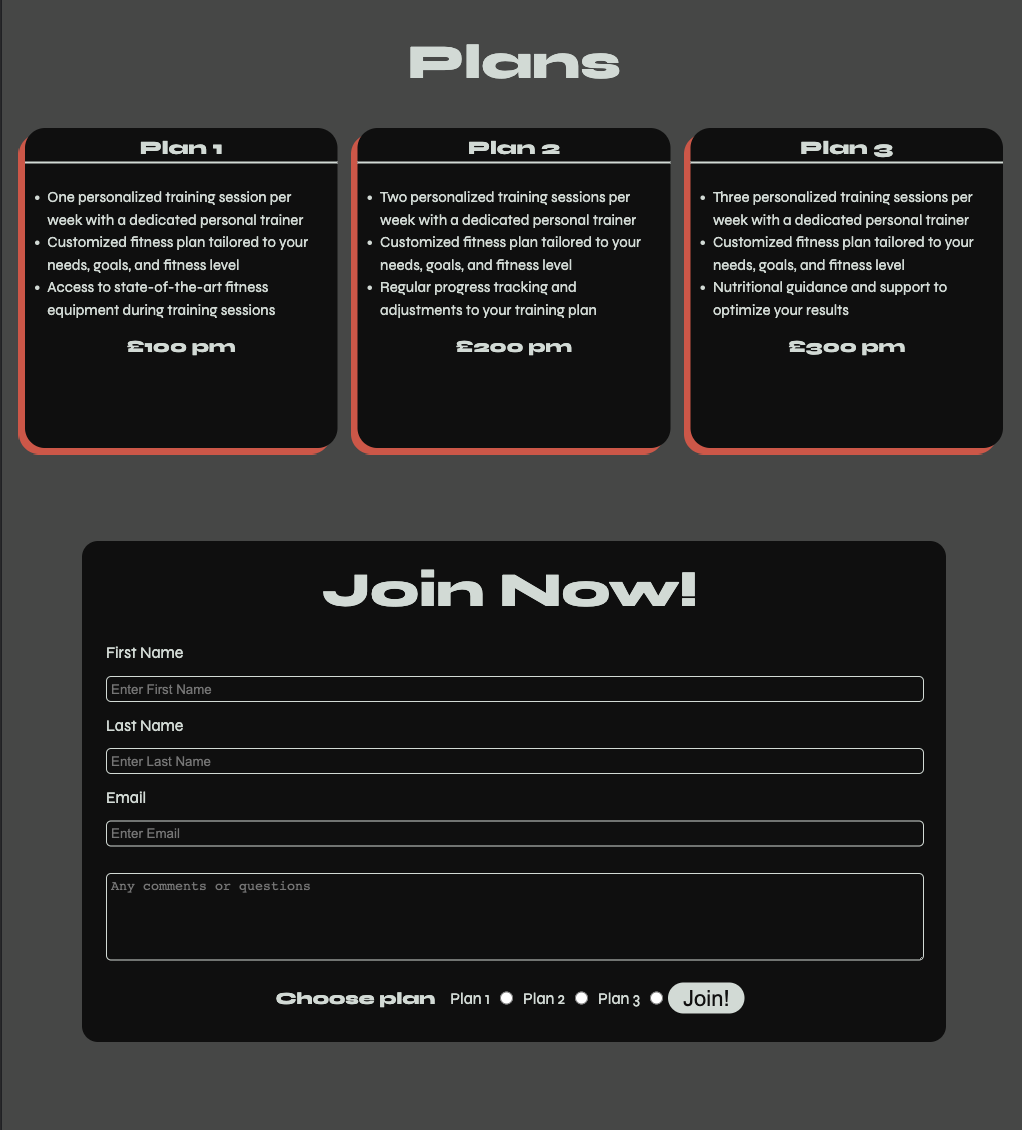 Plans
Plan 1
• One personalized training session per
week with a dedicated personal trainer
• Customized fitness plan tailored to your
needs, goals, and fitness level
• Access to state-of-the-art fitness
equipment during training sessions
£100 pm
Plan 2
• Two personalized training sessions per
week with a dedicated personal trainer
• Customized fitness plan tailored to your
needs, goals, and fitness level
• Regular progress tracking and
adjustments to your training plan
£200 pm
Plan 3
• Three personalized training sessions per
week with a dedicated personal trainer
• Customized fitness plan tailored to your
needs, goals, and fitness level
• Nutritional guidance and support to
optimize your results
£300 pm
Join Now!
First Name
Enter First Name
Last Name
Enter Last Name
Email
Enter Email
Any comments or questions
Choose plan Plan 1 Plan 2 Plan 3 Join!